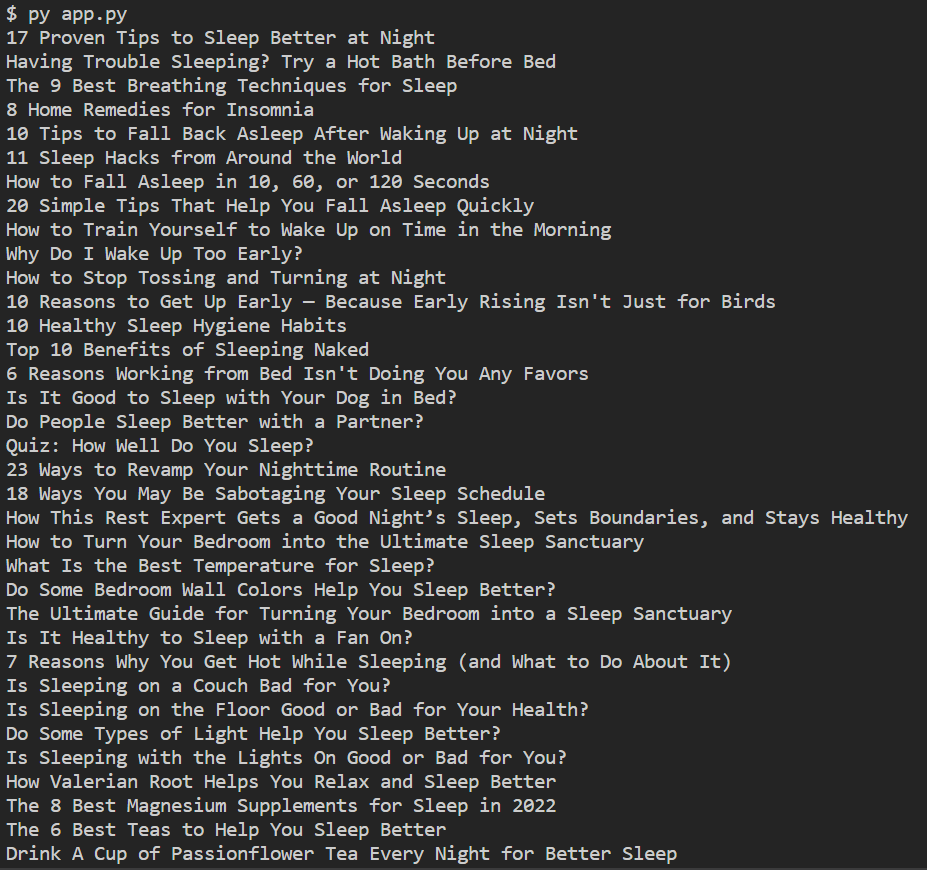 $ py app.py
17 Proven Tips to Sleep Better at Night
Having Trouble Sleeping? Try a Hot Bath Before Bed
The 9 Best Breathing Techniques for Sleep
8 Home Remedies for Insomnia
10 Tips to Fall Back Asleep After Waking Up at Night
11 Sleep Hacks from Around the World
How to Fall Asleep in 10, 60, or 120 Seconds
20 Simple Tips That Help You Fall Asleep Quickly
How to Train Yourself to Wake Up on Time in the Morning
Why Do I Wake Up Too Early?
How to Stop Tossing and Turning at Night
10 Reasons to Get Up Early — Because Early Rising Isn't Just for Birds
10 Healthy Sleep Hygiene Habits
Top 10 Benefits of Sleeping Naked
6 Reasons Working from Bed Isn't Doing You Any Favors
Is It Good to Sleep with Your Dog in Bed?
Do People Sleep Better with a Partner?
Quiz: How Well Do You Sleep?
23 Ways to Revamp Your Nighttime Routine
18 Ways You May Be Sabotaging Your Sleep Schedule
How This Rest Expert Gets a Good Night’s Sleep, Sets Boundaries, and Stays Healthy
How to Turn Your Bedroom into the Ultimate Sleep Sanctuary
What Is the Best Temperature for Sleep?
Do Some Bedroom Wall Colors Help You Sleep Better?
The Ultimate Guide for Turning Your Bedroom into a Sleep Sanctuary
Is It Healthy to Sleep with a Fan On?
7 Reasons Why You Get Hot While Sleeping (and What to Do About It)
Is Sleeping on a Couch Bad for You?
Is Sleeping on the Floor Good or Bad for Your Health?
Do Some Types of Light Help You Sleep Better?
Is Sleeping with the Lights On Good or Bad for You?
How Valerian Root Helps You Relax and Sleep Better
The 8 Best Magnesium Supplements for Sleep in 2022
The 6 Best Teas to Help You Sleep Better
Drink A Cup of Passionflower Tea Every Night for Better Sleep